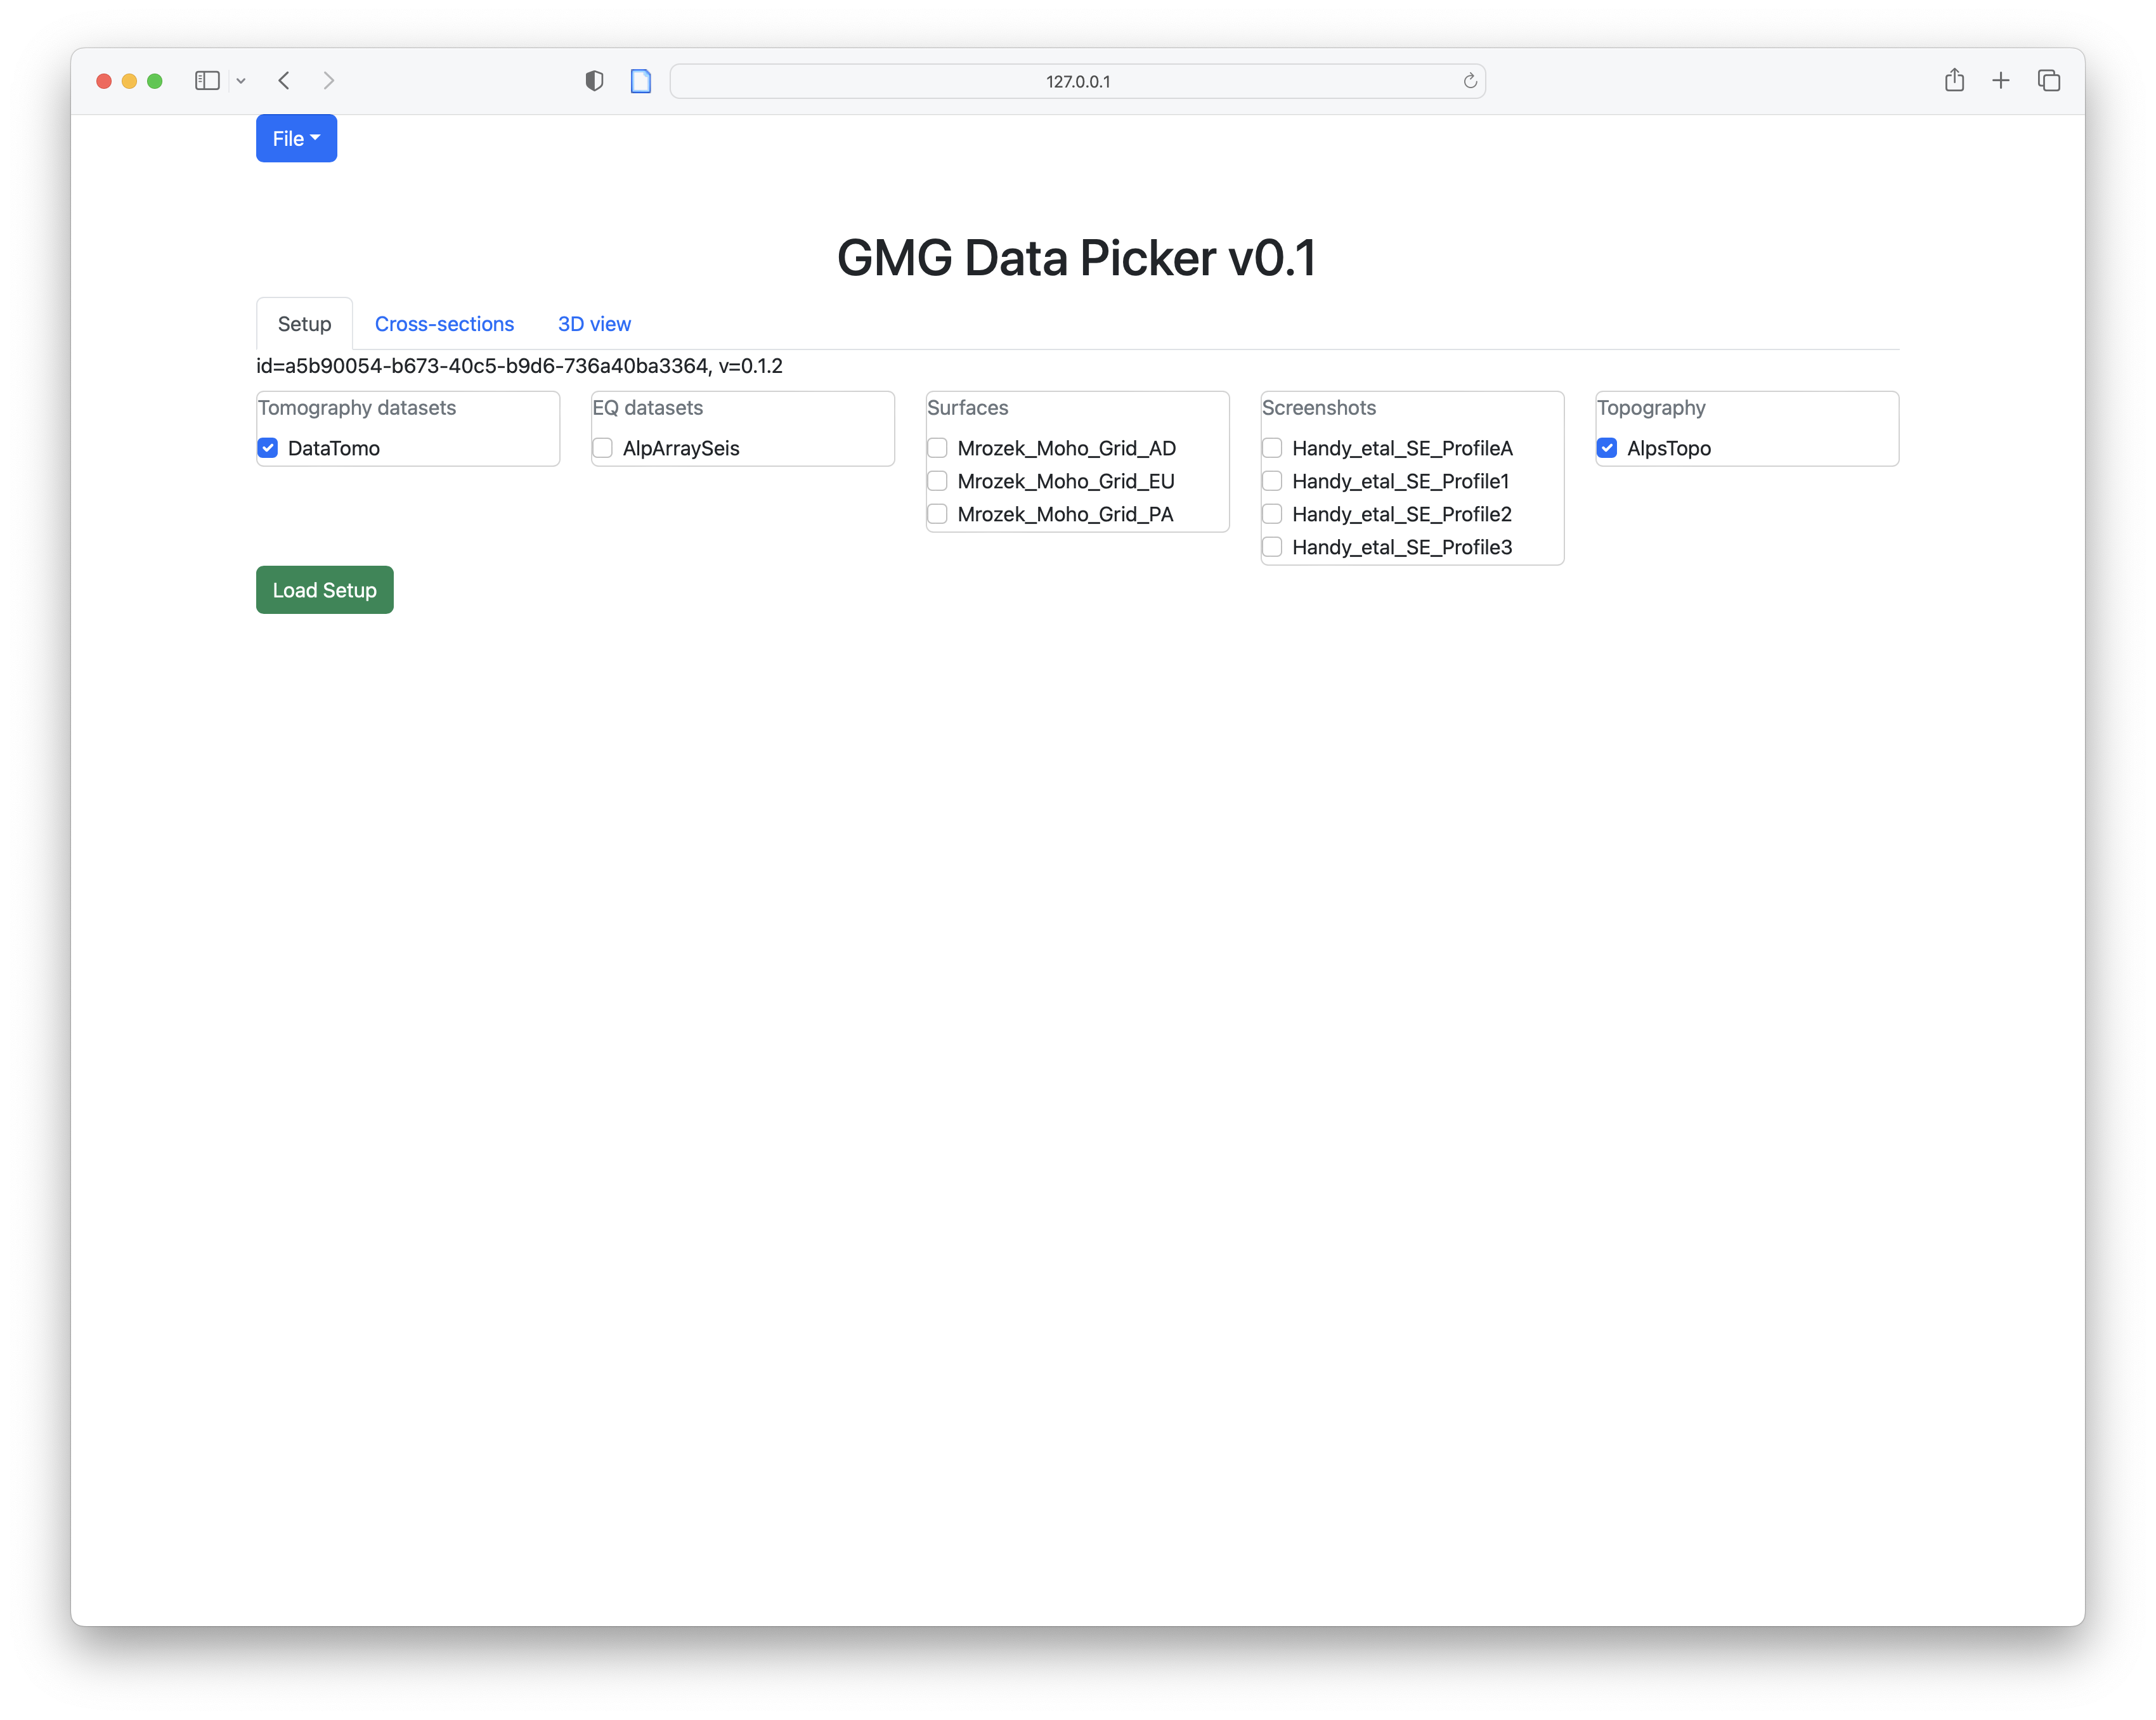 127.0.0.1
File
GMG Data Picker v0.1
Setup Cross-sections 3D view
id=a5b90054-b673-40c5-b9d6-736a40ba3364, v=0.1.2
Tomography datasets
DataTomo
EQ datasets
AlpArraySeis
Surfaces
Mrozek_Moho_Grid_AD
Mrozek_Moho_Grid_EU
Mrozek_Moho_Grid_PA
Screenshots
Handy_etal_SE_ProfileA
Handy_etal_SE_Profile1
Handy_etal_SE_Profile2
Handy_etal_SE_Profile3
Topography
AlpsTopo
Load Setup